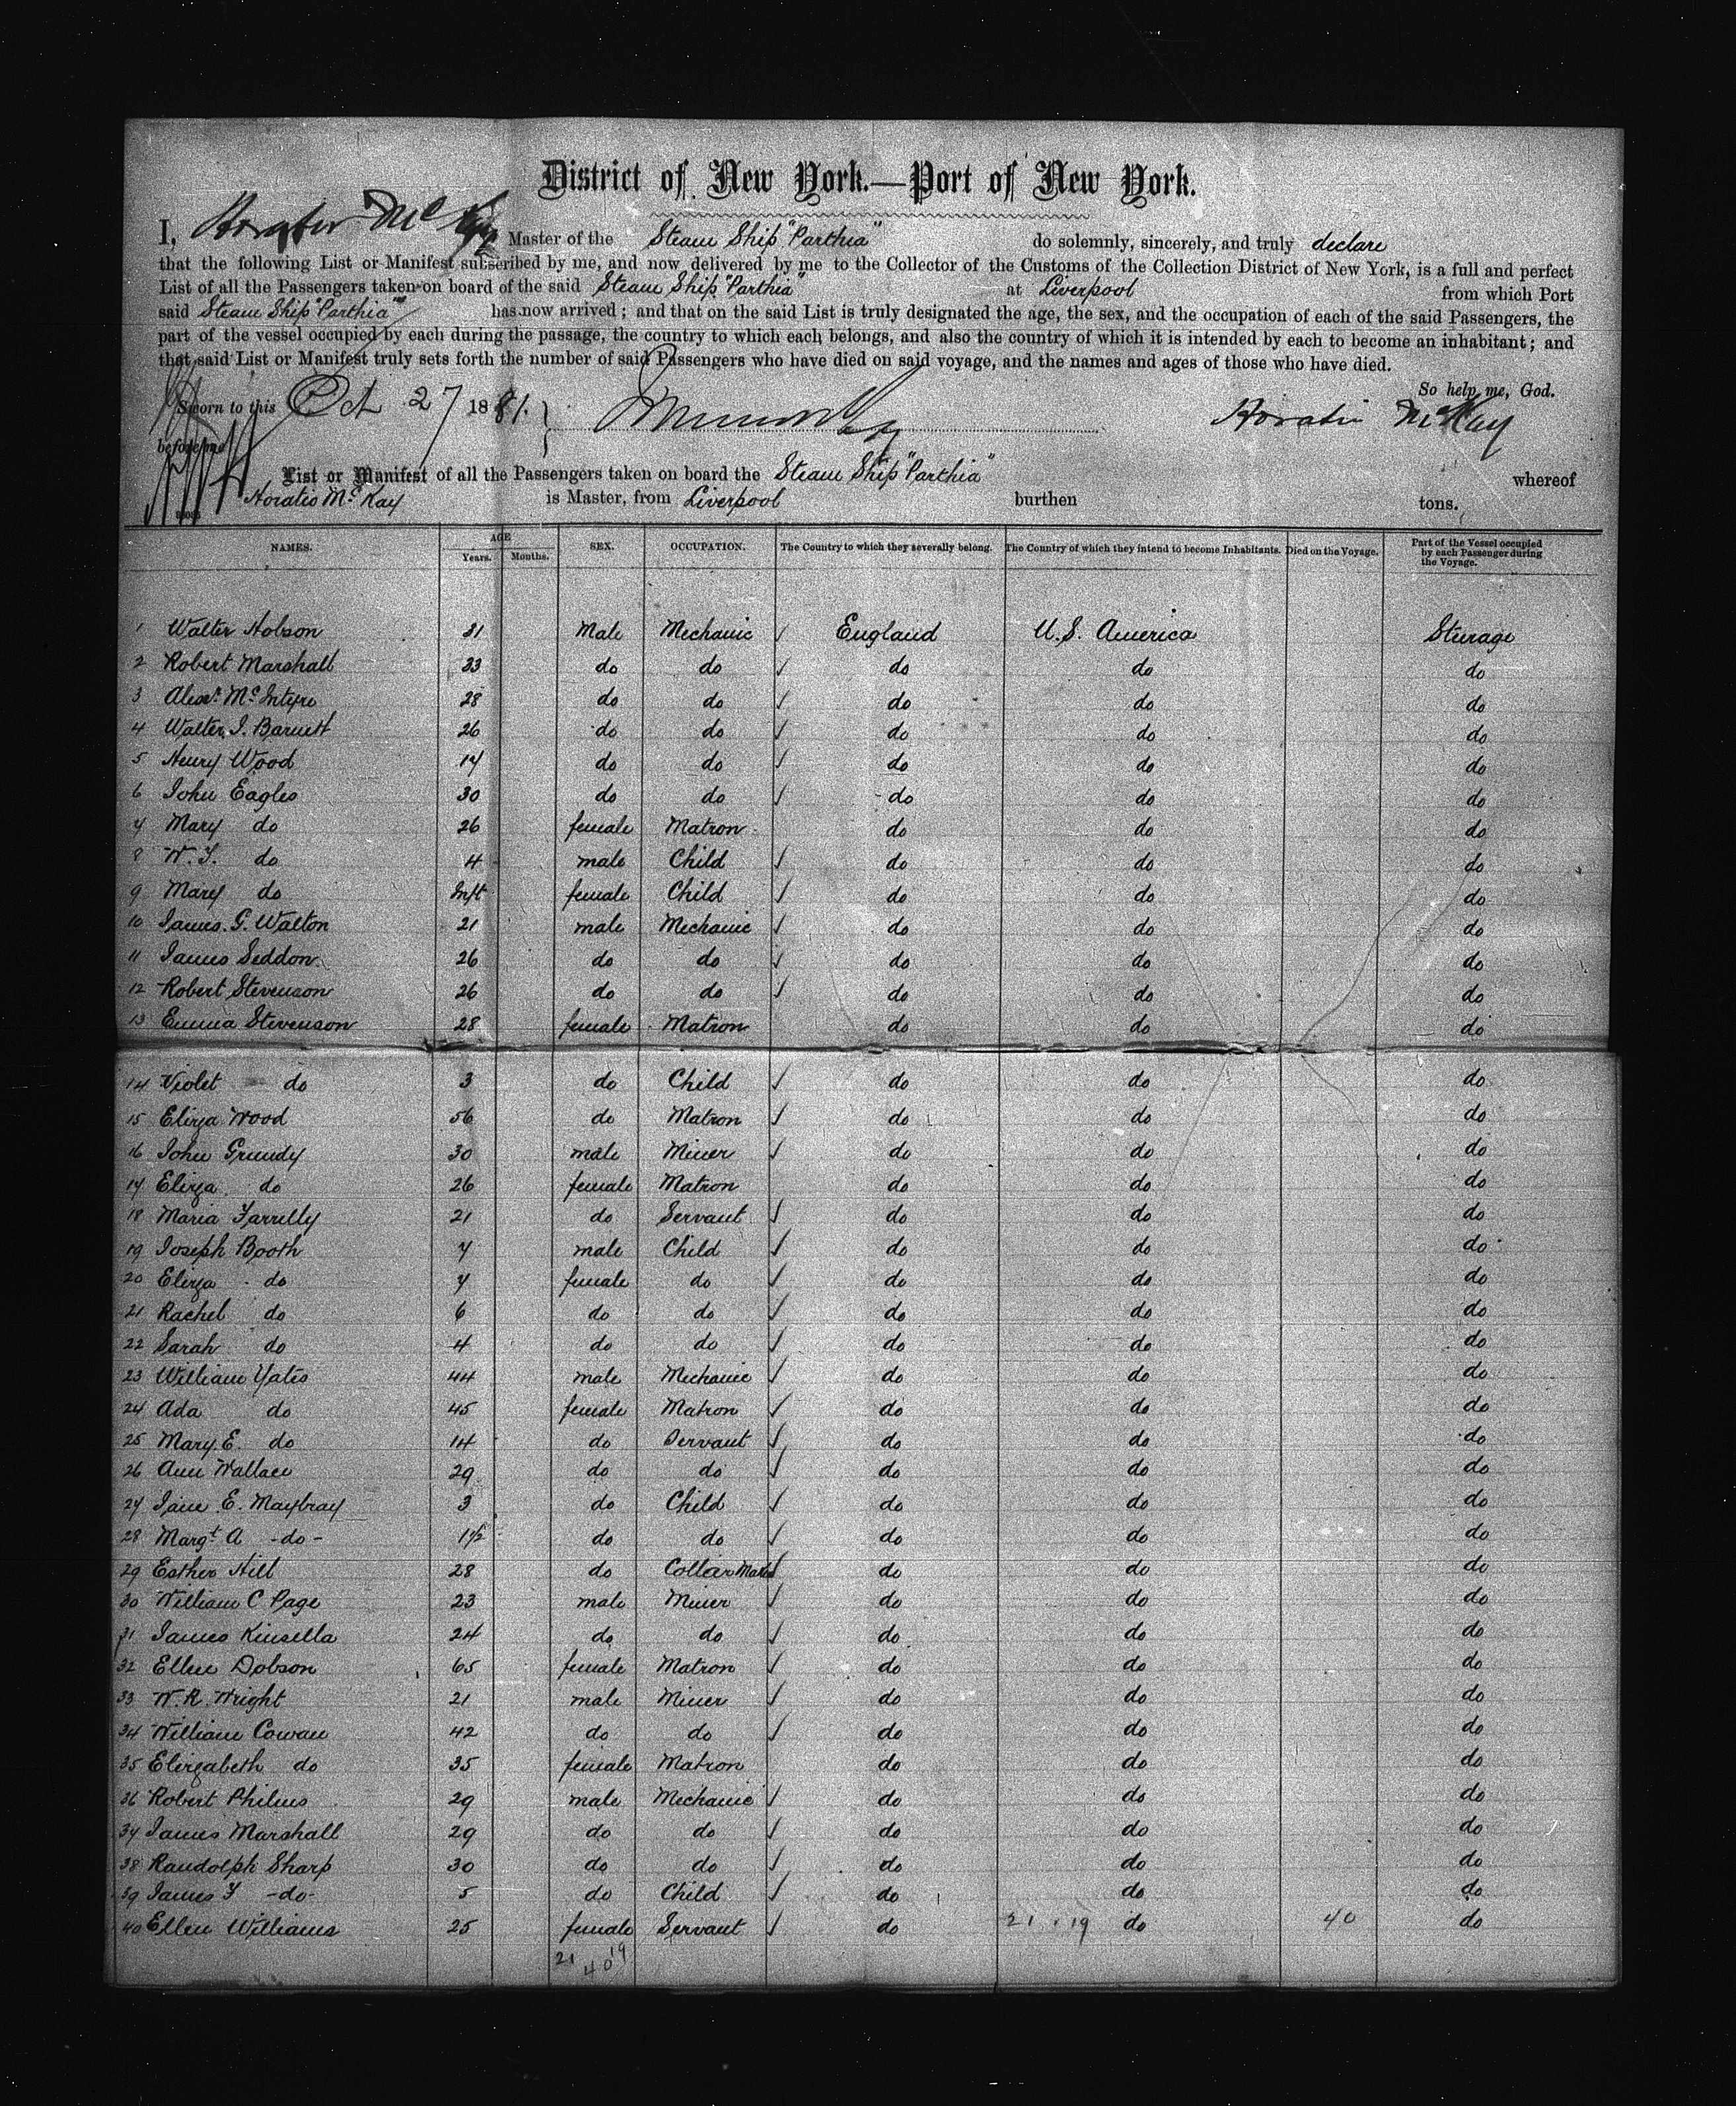 District of New York.—Port of New York.
I, Horatio McKay Master of the Steam Ship "Parthia" do solemnly, sincerely, and truly declare
that the following List or Manifest subscribed by me, and now delivered by me to the Collector of the Customs of the Collection District of New York, is a full and perfect
List of all the Passengers taken on board of the said Steam Ship "Parthia" at Liverpool from which Port
said Steam Ship "Parthia" has now arrived; and that on the said List is truly designated the age, the sex, and the occupation of each of the said Passengers, the
part of the vessel occupied by each during the passage, the country to which each belongs, and also the country of which it is intended by each to become an inhabitant; and
that said List or Manifest truly sets forth the number of said Passengers who have died on said voyage, and the names and ages of those who have died.
So help me, God.
Sworn to this Oct 27 1881. Horatio McKay
before me
List or Manifest of all the Passengers taken on board the Steam Ship "Parthia" whereof
Horatio Mc Kay is Master, from Liverpool burthen tons.
NAMES. AGE Years. Months. SEX. OCCUPATION. The Country to which they severally belong. The Country of which they intend to become Inhabitants. Died on the Voyage. Part of the Vessel occupied by each Passenger during the Voyage.
1 Walter Hobson 31 Male Mechanic England U.S. America Sturage
2 Robert Marshall 23 do do do do do
3 Alexr. Mc Intyre 28 do do do do do
4 Walter J. Barnett 26 do do do do do
5 Henry Wood 17 do do do do do
6 John Eagles 30 do do do do do
7 Mary do 26 female Matron do do do
8 W. J. do 4 male Child do do do
9 Mary do Inft female Child do do do
10 James. G. Walton 21 male Mechanic do do do
11 James Seddon 26 do do do do do
12 Robert Stevenson 26 do do do do do
13 Emma Stevenson 28 female Matron do do do
14 Violet do 3 do Child do do do
15 Eliza Wood 56 do Matron do do do
16 John Grundy 30 male Miner do do do
17 Eliza do 26 female Matron do do do
18 Maria Farrelly 21 do Servant do do do
19 Joseph Booth 7 male Child do do do
20 Eliza do 7 female do do do do
21 Rachel do 6 do do do do do
22 Sarah do 4 do do do do do
23 William Yates 44 male Mechanic do do do
24 Ada do 45 female Matron do do do
25 Mary E. do 14 do Servant do do do
26 Ann Wallace 29 do do do do do
27 Jane E. Maybray 3 do Child do do do
28 Margt. A -do- 1½ do do do do do
29 Esther Hill 28 do Collar Maker do do do
30 William C Page 23 male Miner do do do
31 James Kinsella 24 do do do do do
32 Ellen Dobson 65 female Matron do do do
33 W. R. Wright 21 male Miner do do do
34 William Cowan 42 do do do do do
35 Elizabeth do 35 female Matron do do do
36 Robert Philins 29 male Mechanic do do do
37 James Marshall 29 do do do do do
38 Randolph Sharp 30 do do do do do
39 James F -do- 5 do Child do do do
40 Ellen Williams 25 female Servant do 21 19 do 40 do
21 19
40